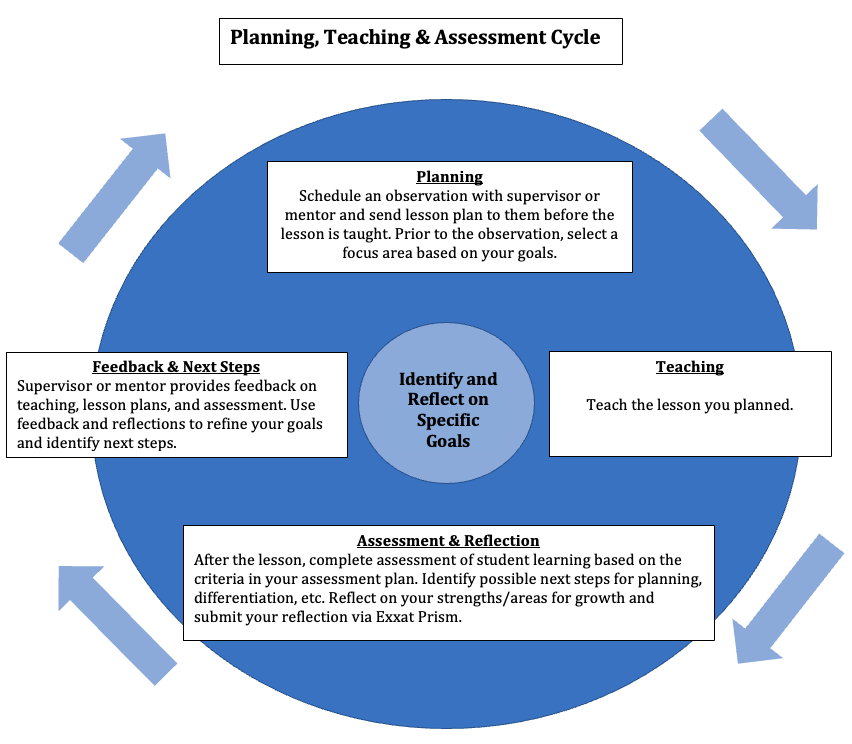 Planning, Teaching & Assessment Cycle
Planning
Schedule an observation with supervisor or
mentor and send lesson plan to them before the
lesson is taught. Prior to the observation, select a
focus area based on your goals.
Feedback & Next Steps
Supervisor or mentor provides feedback on
teaching, lesson plans, and assessment. Use
feedback and reflections to refine your goals
and identify next steps.
Identify and
Reflect on
Specific
Goals
Teaching
Teach the lesson you planned.
Assessment & Reflection
After the lesson, complete assessment of student learning based on the
criteria in your assessment plan. Identify possible next steps for planning,
differentiation, etc. Reflect on your strengths/areas for growth and
submit your reflection via Exxat Prism.